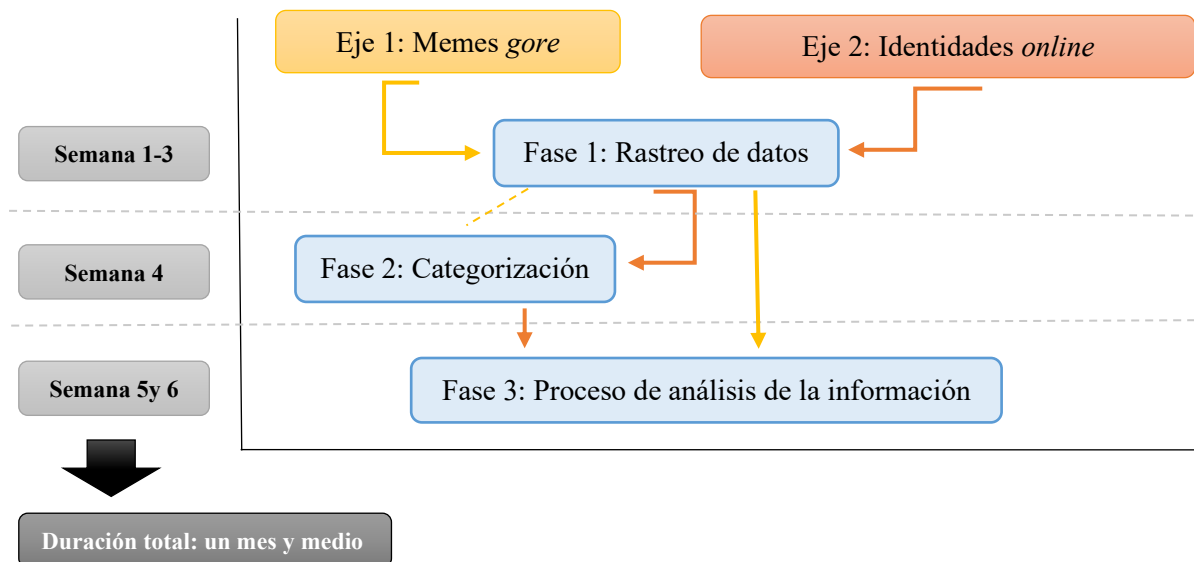 Eje 1: Memes gore
Eje 2: Identidades online
Semana 1-3
Fase 1: Rastreo de datos
Semana 4
Fase 2: Categorización
Semana 5y 6
Fase 3: Proceso de análisis de la información
Duración total: un mes y medio